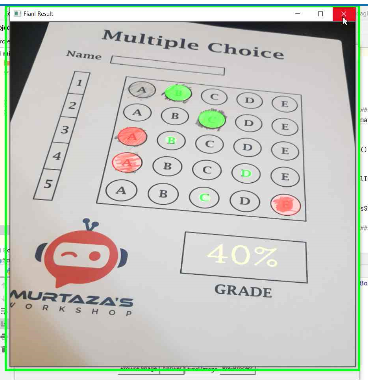 Final Result
Multiple Choice
Name
1
A B C D E
2
A B C D E
3
A B C D E
4
A B C D E
5
A B C D E
40%
GRADE
MURTAZA'S
WORKSHOP